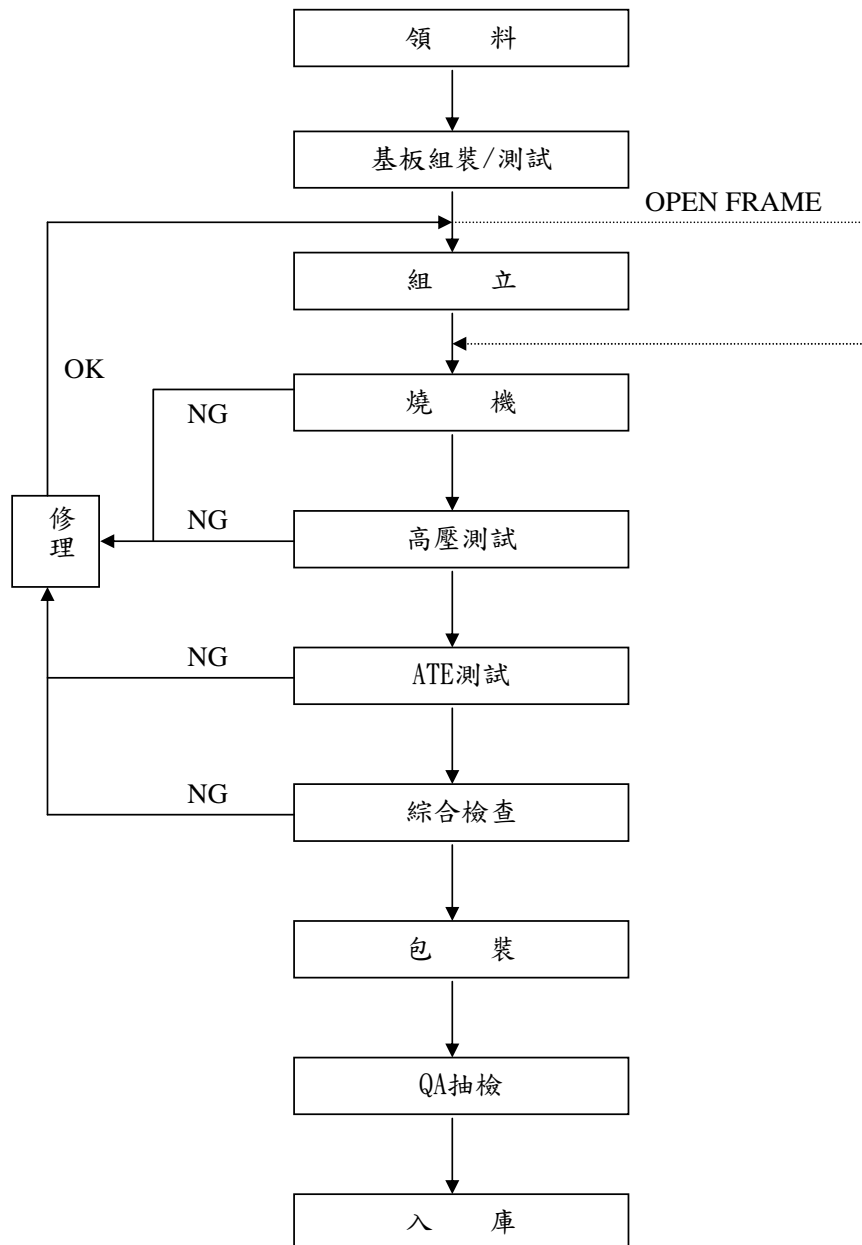 領 料
基板組裝/測試
OPEN FRAME
組 立
OK
燒 機
NG
修
理
NG
高壓測試
NG
ATE測試
NG
綜合檢查
包 裝
QA抽檢
入 庫